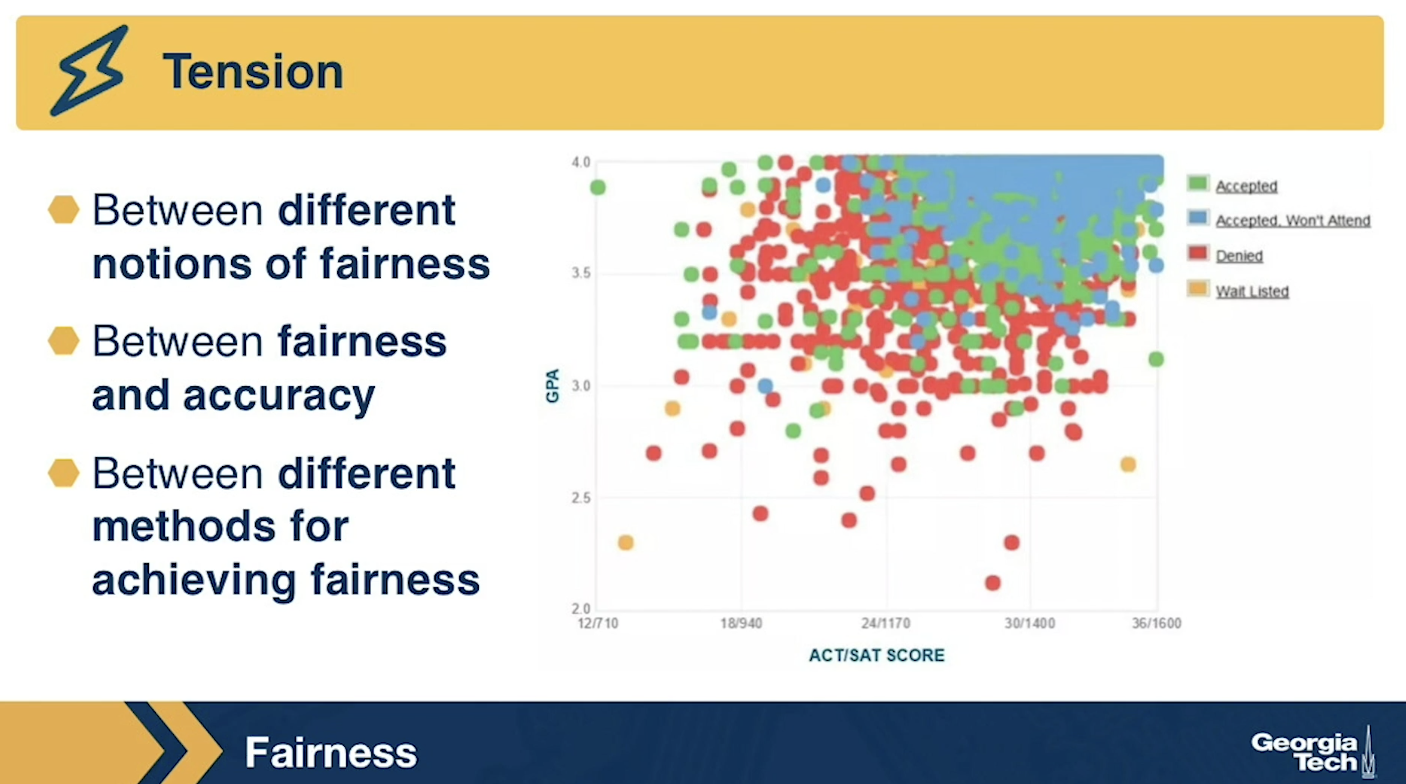 Tension
Between different
notions of fairness
Between fairness
and accuracy
Between different
methods for
achieving fairness
4.0
3.5
3.0
2.5
2.0
GPA
12/710
18/940
24/1170
30/1400
36/1600
ACT/SAT SCORE
Accepted
Accepted, Won't Attend
Denied
Wait Listed
Fairness
Georgia
Tech